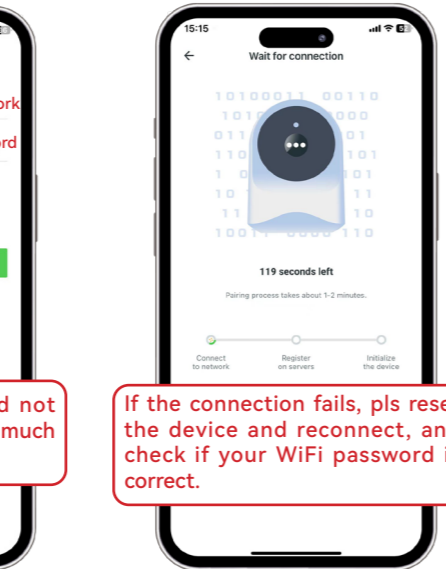 15:15
Wait for connection
119 seconds left
Pairing process takes about 1-2 minutes.
Connect
to network
Register
on servers
Initialize
the device
If the connection fails, pls
the device and reconnect,
check if your WiFi password
correct.
not
much